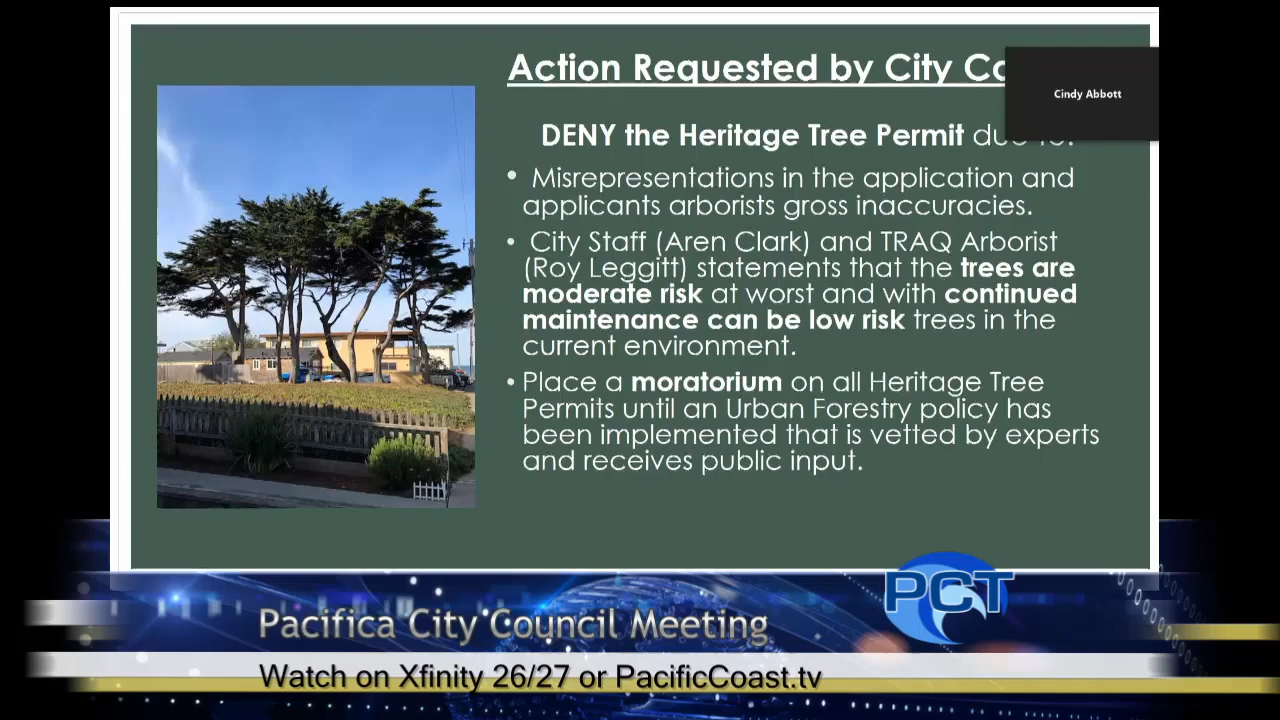 Action Requested by City
Cindy Abbott
DENY the Heritage Tree Permit due to:
• Misrepresentations in the application and
applicants arborists gross inaccuracies.
• City Staff (Aren Clark) and TRAQ Arborist
(Roy Leggitt) statements that the trees are
moderate risk at worst and with continued
maintenance can be low risk trees in the
current environment.
• Place a moratorium on all Heritage Tree
Permits until an Urban Forestry policy has
been implemented that is vetted by experts
and receives public input.
PCT
Pacifica City Council Meeting
Watch on Xfinity 26/27 or PacificCoast.tv